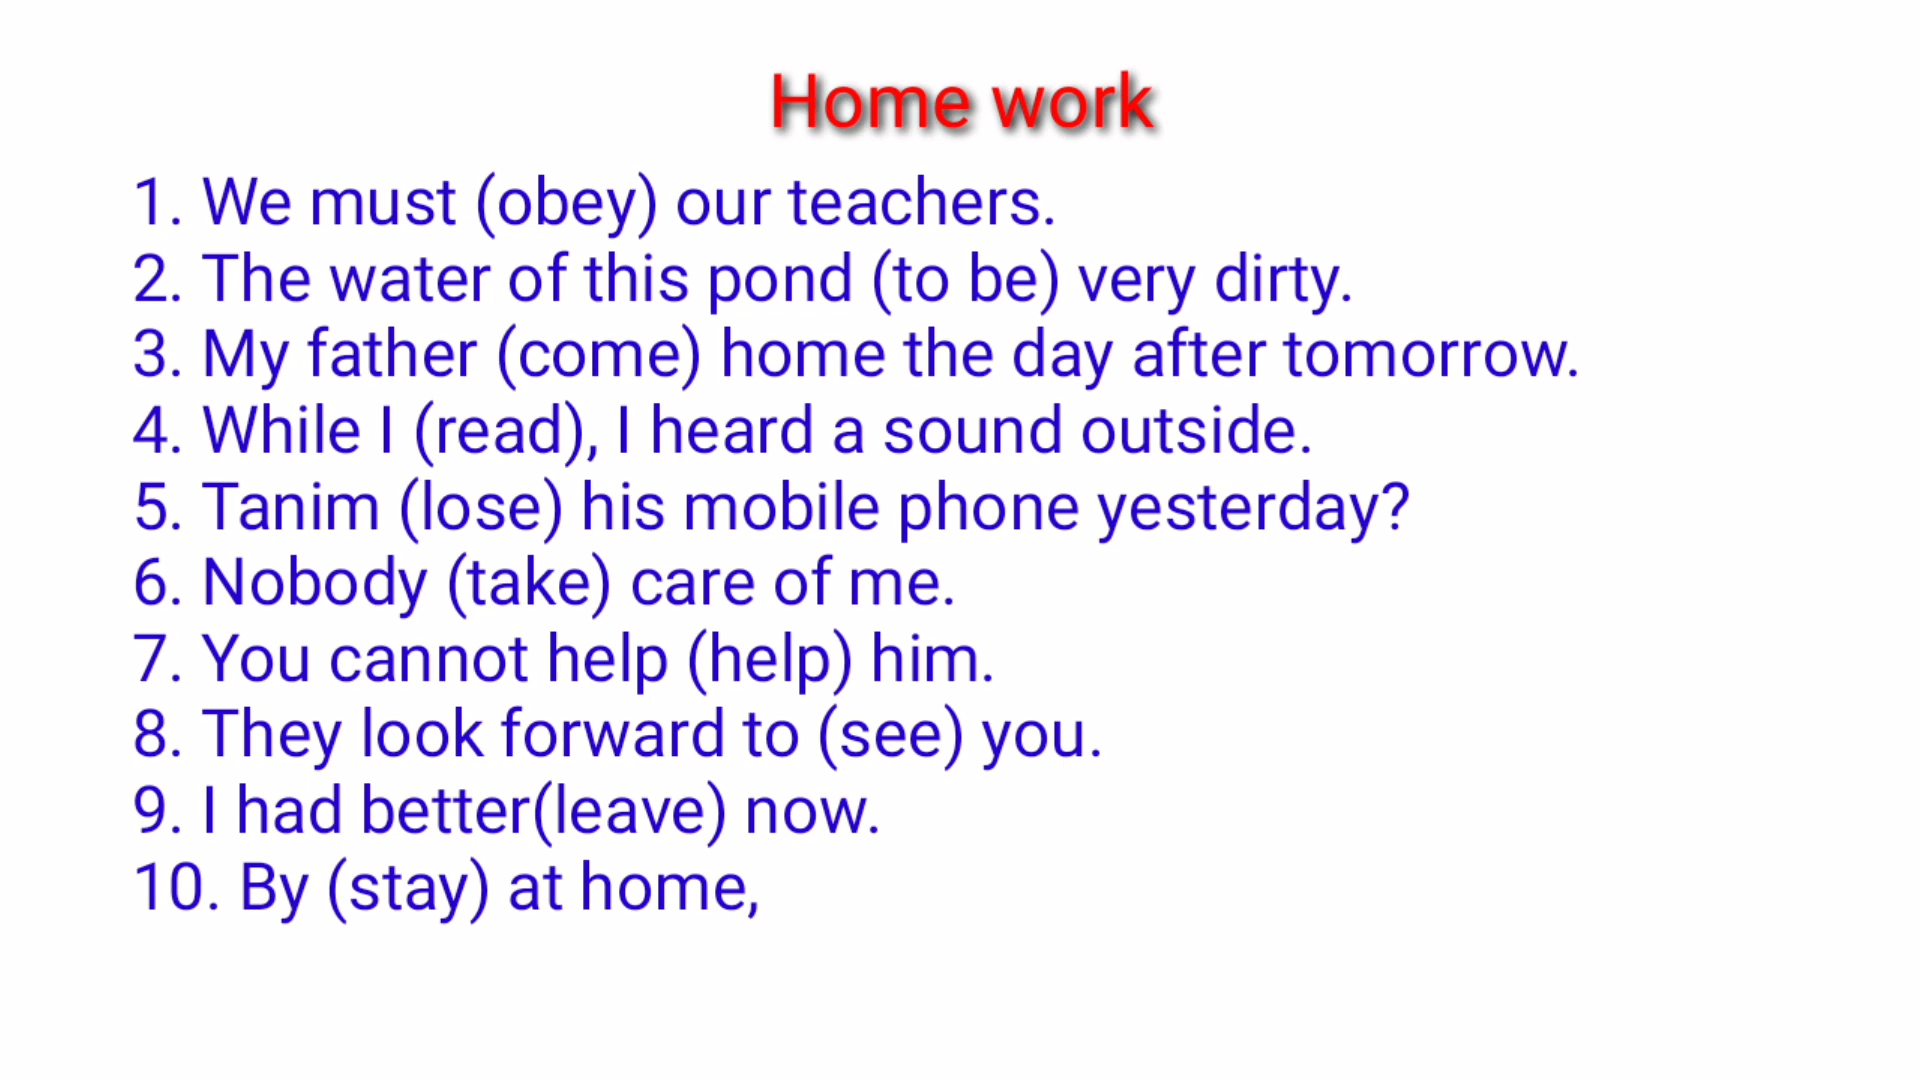 Home work
1. We must (obey) our teachers.
2. The water of this pond (to be) very dirty.
3. My father (come) home the day after tomorrow.
4. While I (read), I heard a sound outside.
5. Tanim (lose) his mobile phone yesterday?
6. Nobody (take) care of me.
7. You cannot help (help) him.
8. They look forward to (see) you.
9. I had better(leave) now.
10. By (stay) at home,